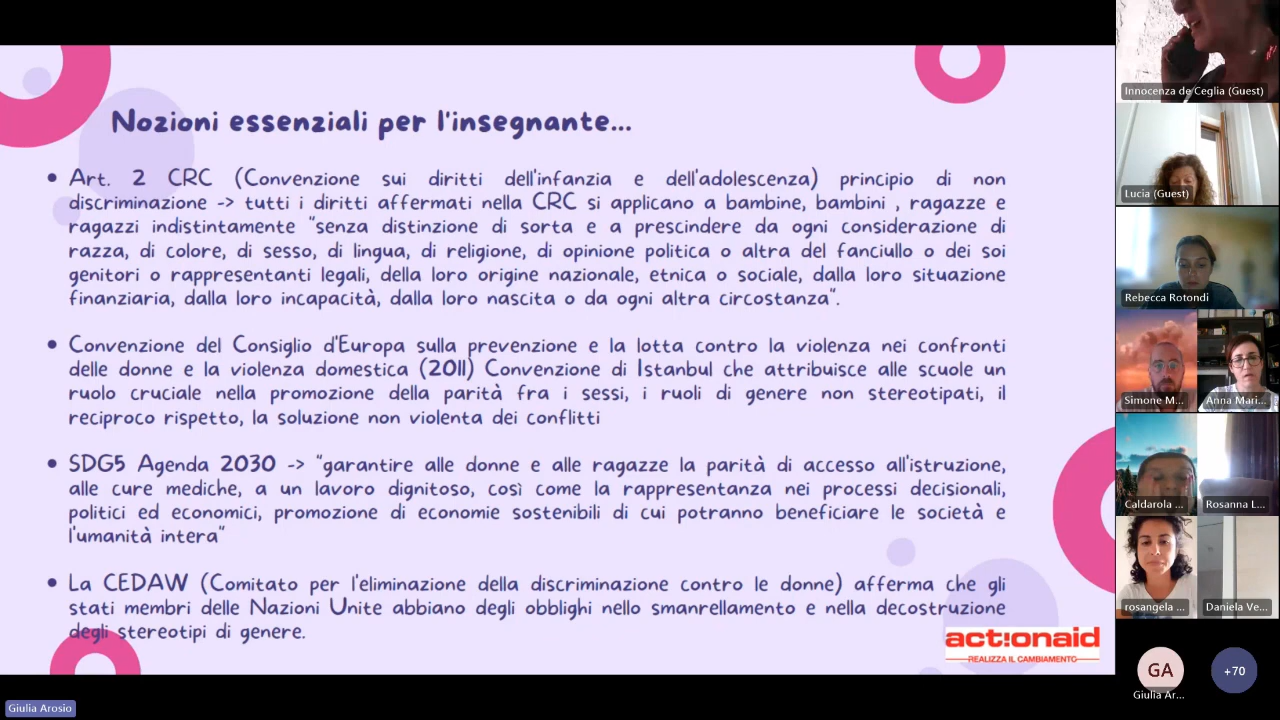 Nozioni essenziali per l'insegnante...
• Art. 2 CRC (Convenzione sui diritti dell'infanzia e dell'adolescenza) principio di non
discriminazione -> tutti i diritti affermati nella CRC si applicano a bambine, bambini , ragazze e
ragazzi indistintamente "senza distinzione di sorta e a prescindere da ogni considerazione di
razza, di colore, di sesso, di lingua, di religione, di opinione politica o altra del fanciullo o dei soi
genitori o rappresentanti legali, della loro origine nazionale, etnica o sociale, dalla loro situazione
finanziaria, dalla loro incapacità, dalla loro nascita o da ogni altra circostanza".
• Convenzione del Consiglio d'Europa sulla prevenzione e la lotta contro la violenza nei confronti
delle donne e la violenza domestica (2011) Convenzione di Istanbul che attribuisce alle scuole un
ruolo cruciale nella promozione della parità fra i sessi, i ruoli di genere non stereotipati, il
reciproco rispetto, la soluzione non violenta dei conflitti
• SDG5 Agenda 2030 -> "garantire alle donne e alle ragazze la parità di accesso all'istruzione,
alle cure mediche, a un lavoro dignitoso, così come la rappresentanza nei processi decisionali,
politici ed economici, promozione di economie sostenibili di cui potranno beneficiare le società e
l'umanità intera"
• La CEDAW (Comitato per l'eliminazione della discriminazione contro le donne) afferma che gli
stati membri delle Nazioni Unite abbiano degli obblighi nello smanrellamento e nella decostruzione
degli stereotipi di genere.
act:onaid
REALIZZA IL CAMBIAMENTO
Giulia Arosio
Innocenza de Ceglia (Guest)
Lucia (Guest)
Rebecca Rotondi
Simone M...
Anna Mari...
Caldarola ...
Rosanna L...
rosangela ...
Daniela Ve...
GA
+70
Giulia Ar...